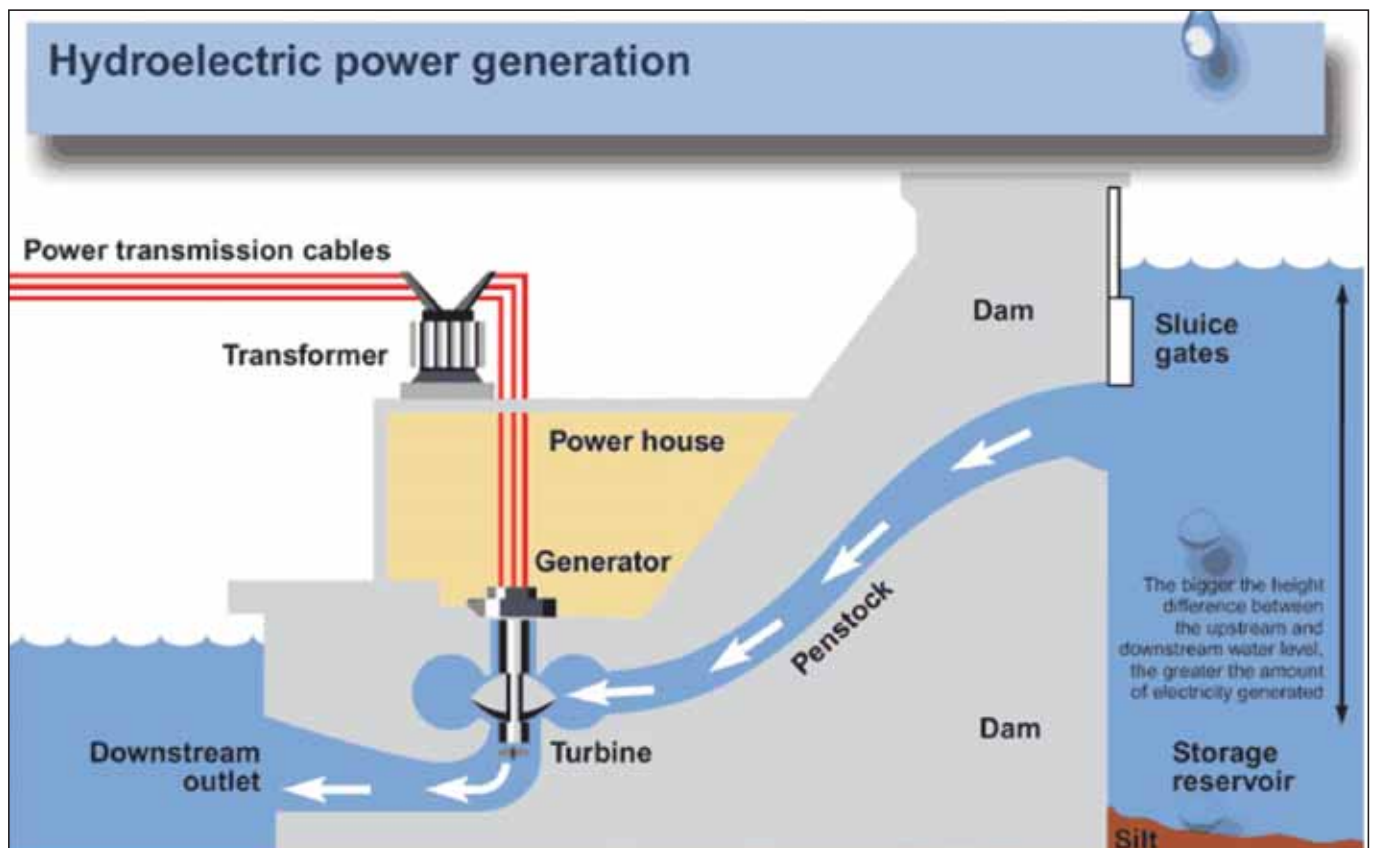 Hydroelectric power generation
Power transmission cables
Transformer
Dam
Sluice
gates
Power house
Generator
Penstock
The bigger the height
difference between
the upstream and
downstream water level,
the greater the amount
of electricity generated
Dam
Downstream
outlet
Turbine
Storage
reservoir
Silt